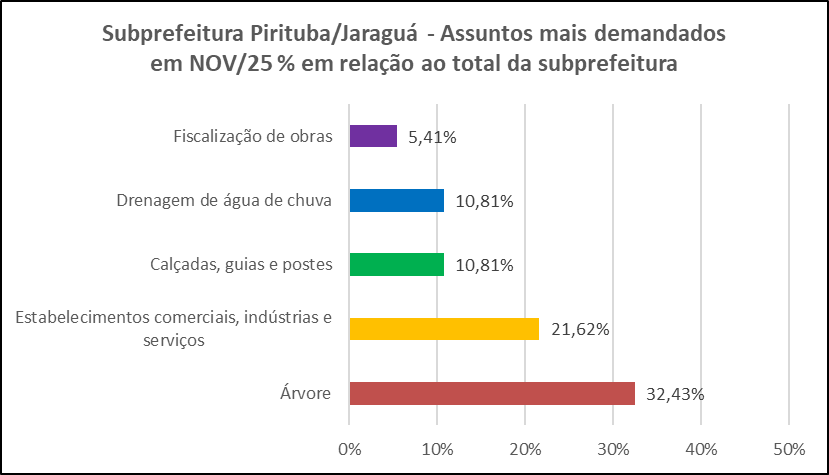 Subprefeitura Pirituba/Jaraguá - Assuntos mais demandados
em NOV/25 % em relação ao total da subprefeitura
Fiscalização de obras
5,41%
Drenagem de água de chuva
10,81%
Calçadas, guias e postes
10,81%
Estabelecimentos comerciais, indústrias e
serviços
21,62%
Árvore
32,43%
0% 10% 20% 30% 40% 50%